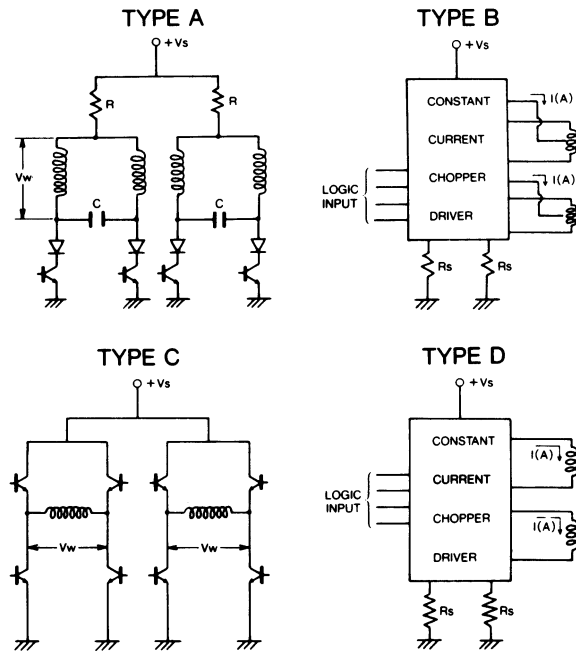 TYPE A
+Vs
R
R
Vw
C
C
TYPE B
+Vs
CONSTANT
CURRENT
CHOPPER
DRIVER
I(A)
I(A)
LOGIC
INPUT
Rs
Rs
TYPE C
+Vs
Vw
Vw
TYPE D
+Vs
CONSTANT
CURRENT
CHOPPER
DRIVER
I(A)
I(A)
LOGIC
INPUT
Rs
Rs